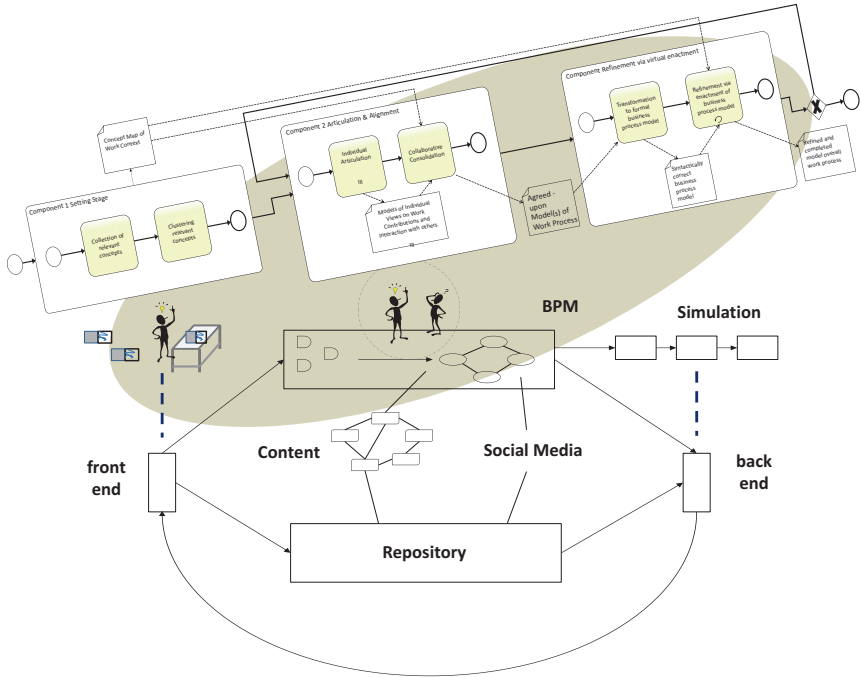 Component 1 Setting Stage
Collection of
relevant
concepts
Clustering
relevant
concepts
Concept Map of
Work Context
Component 2 Articulation & Alignment
Individual
Articulation
Collaborative
Consolidation
Models of Individual
Views on Work
Contributions and
Interaction with others
Agreed -
upon
Model(s) of
Work Process
Component Refinement via virtual enactment
Transformation
to formal
business
process model
Refinement via
enactment of
business
process model
Syntactically
correct
business
process
model
Refined and
completed
model overall
work process
BPM
Simulation
Content
Social Media
front
end
back
end
Repository